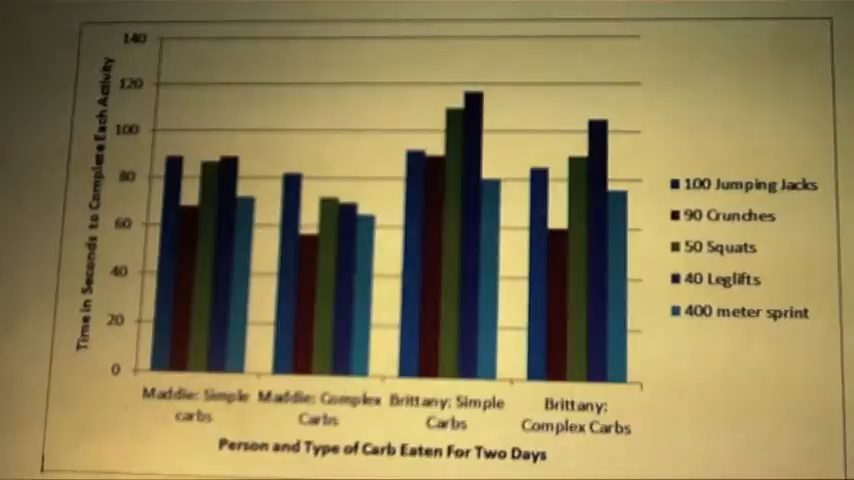 140
120
100
80
60
40
20
0
Time in Seconds to Complete Each Activity
Maddie: Simple carbs
Maddie: Complex Carbs
Brittany: Simple Carbs
Brittany: Complex Carbs
Person and Type of Carb Eaten For Two Days
100 Jumping Jacks
90 Crunches
50 Squats
40 Leglifts
400 meter sprint